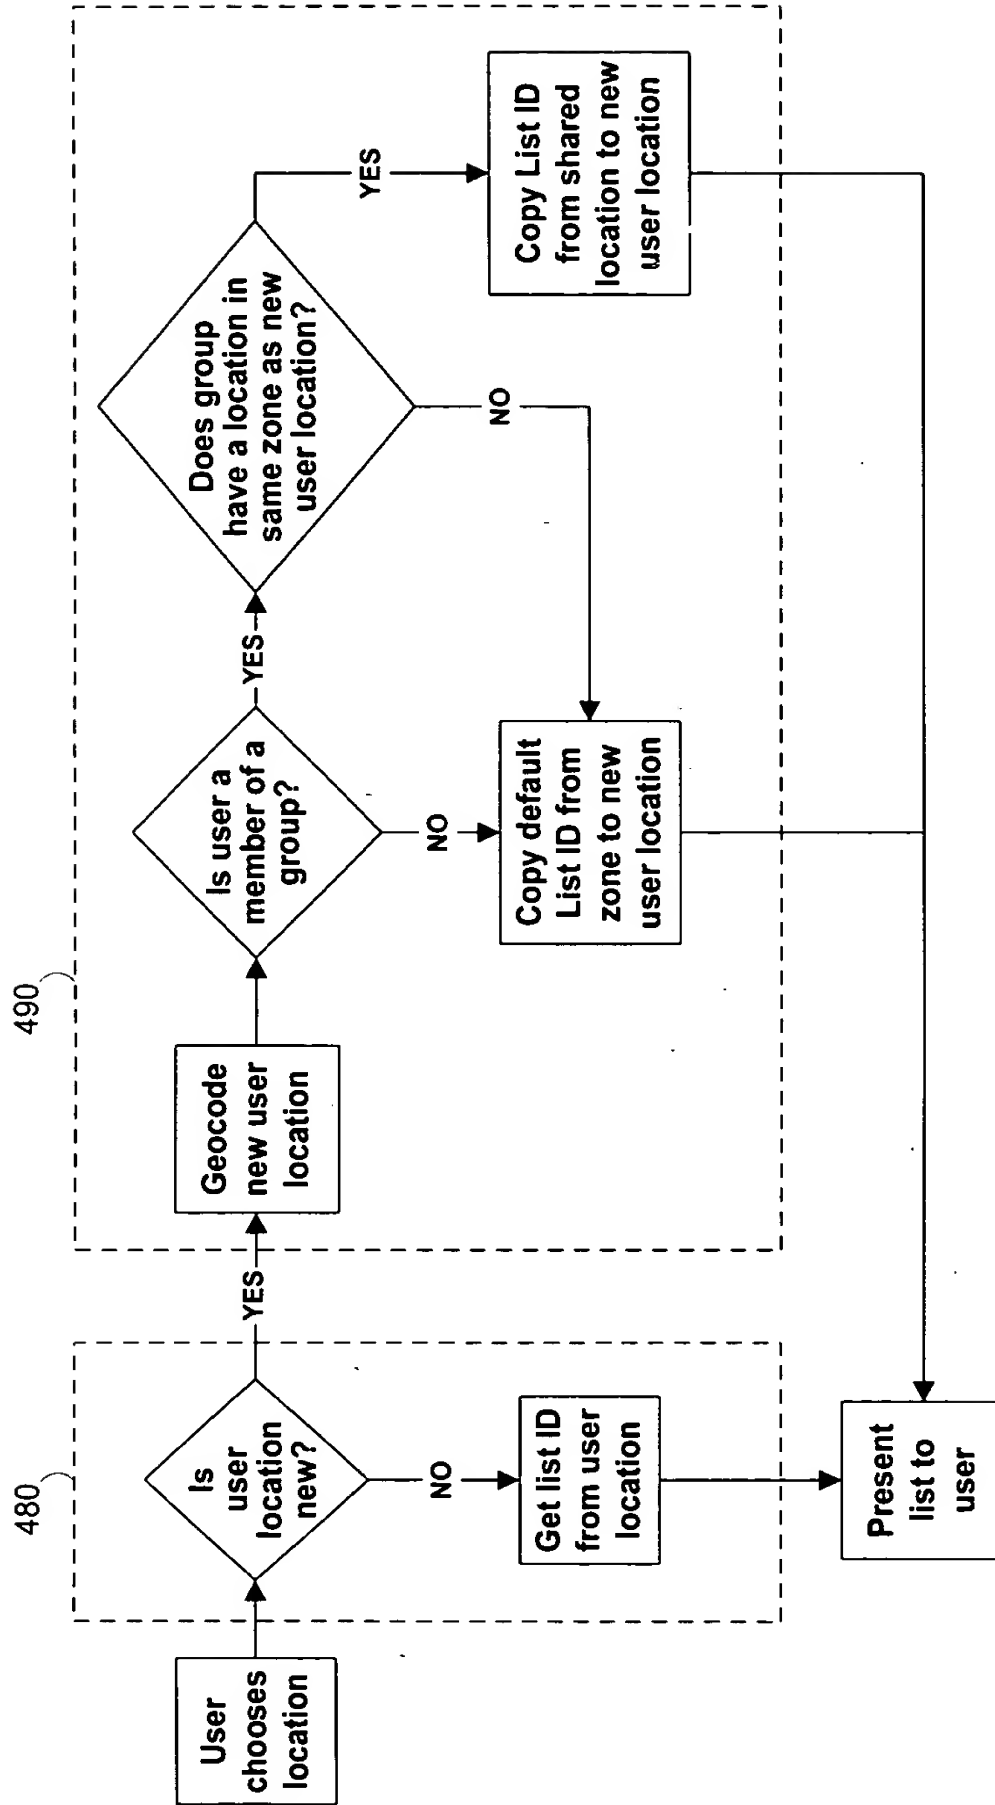 480
490
User
chooses
location
Is
user
location
new?
YES
NO
Get list ID
from user
location
Present
list to
user
Geocode
new user
location
Is user a
member of a
group?
YES
NO
Copy default
List ID from
zone to new
user location
Does group
have a location in
same zone as new
user location?
NO
YES
Copy List ID
from shared
location to new
user location